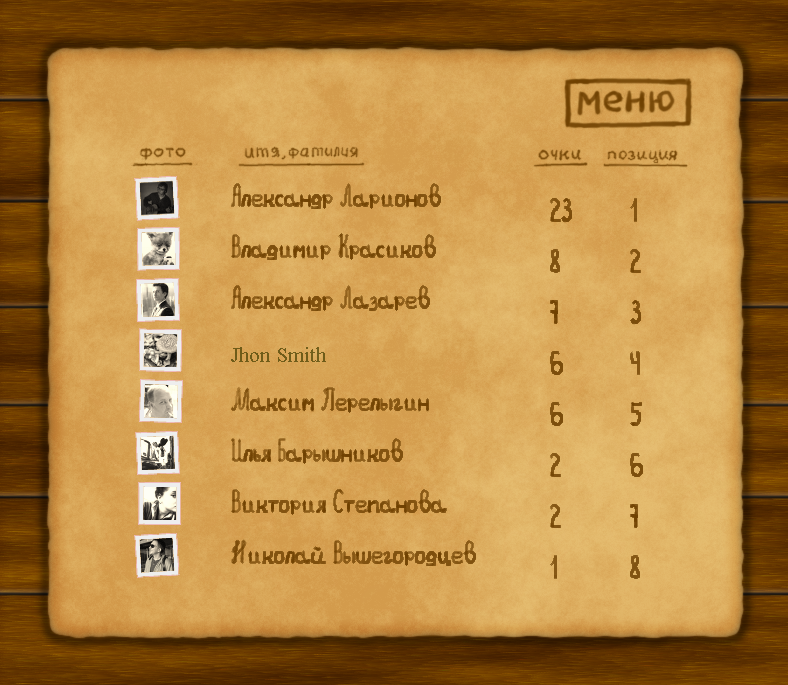 меню
фото имя,фамилия очки позиция
Александр Ларионов 23 1
Владимир Красиков 8 2
Александр Лазарев 7 3
Jhon Smith 6 4
Максим Перелыгин 6 5
Илья Барышников 2 6
Виктория Степанова 2 7
Николай Вышегородцев 1 8